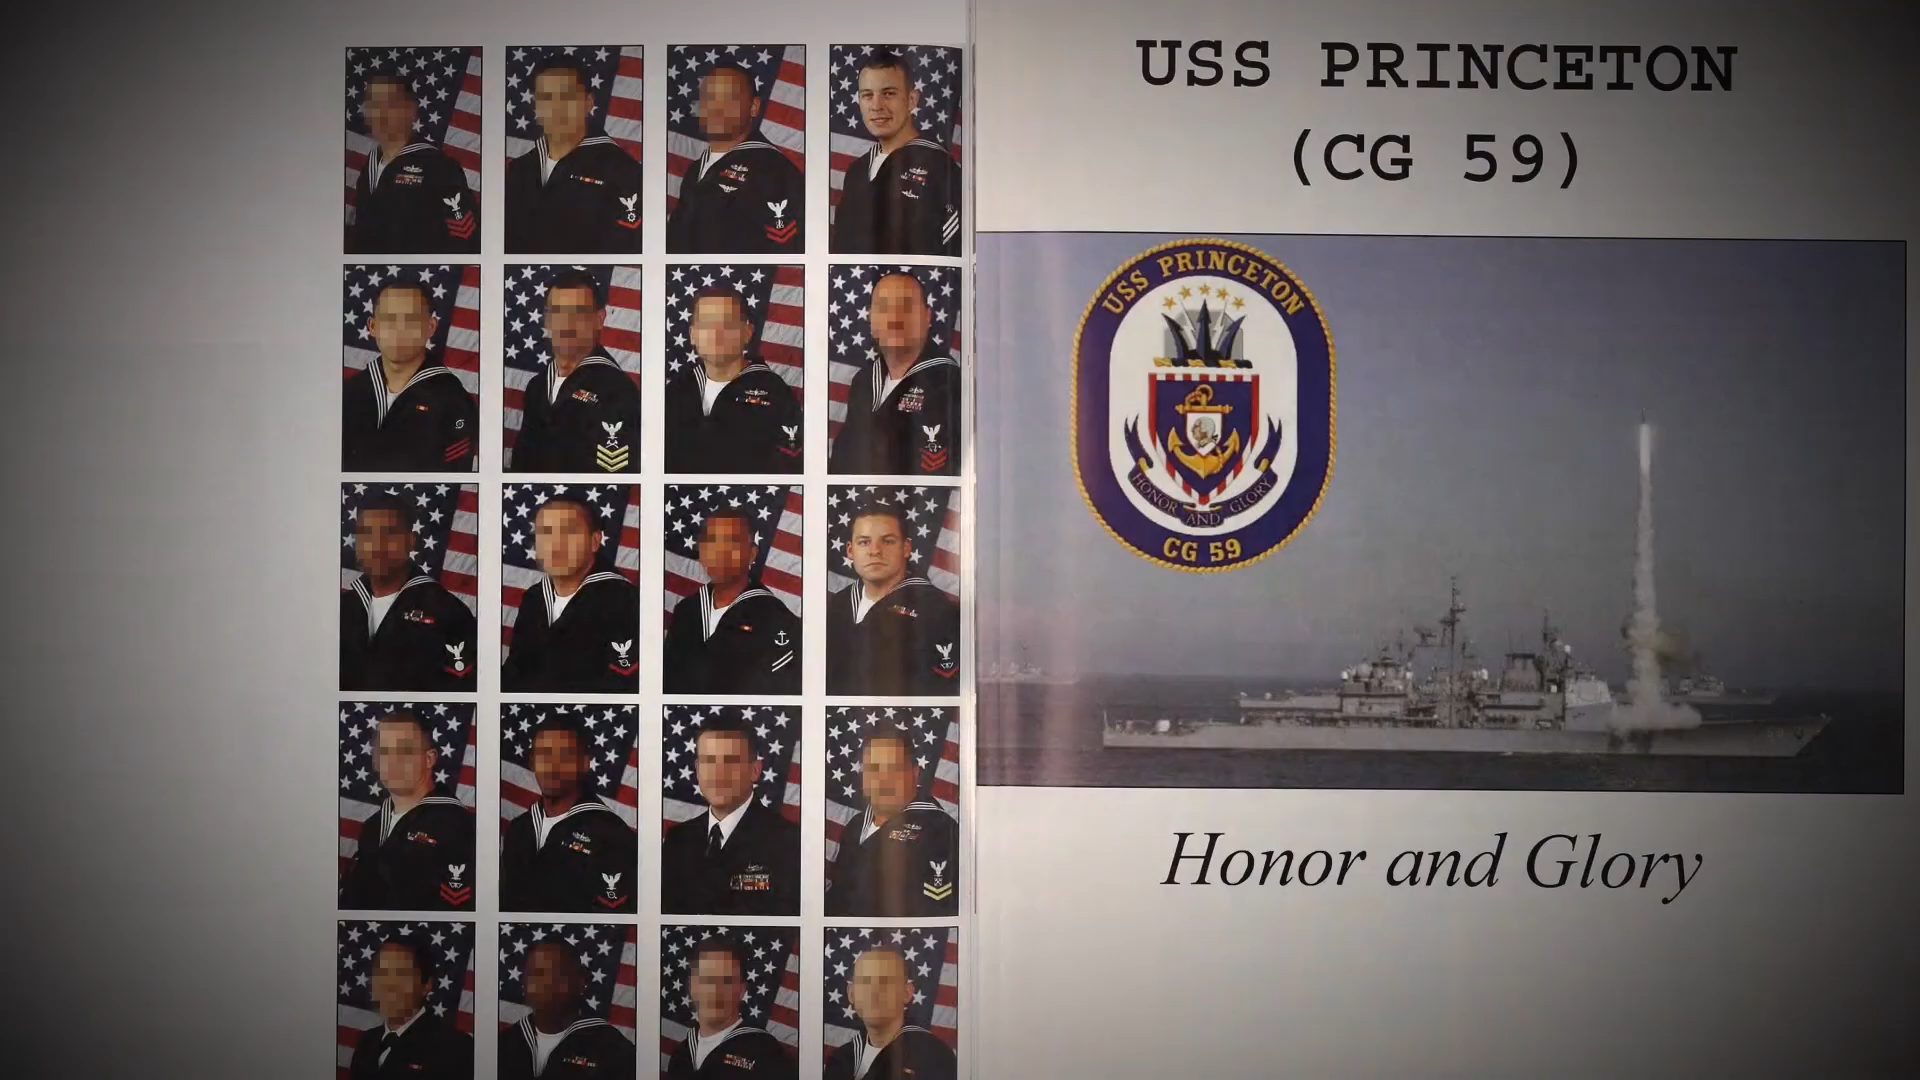 USS PRINCETON
(CG 59)
USS PRINCETON
HONOR AND GLORY
CG 59
Honor and Glory